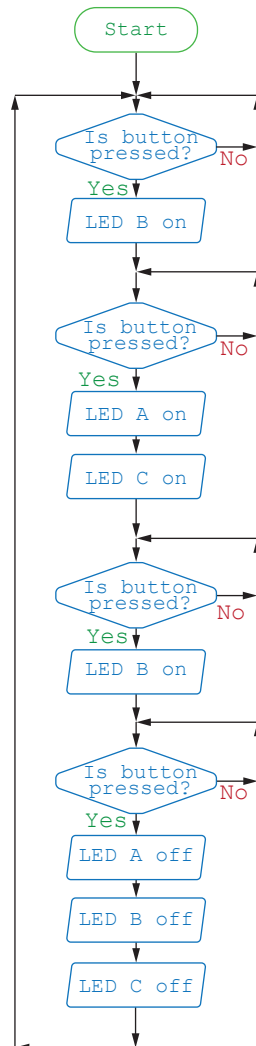 Start
Is button
pressed?
No
Yes
LED B on
Is button
pressed?
No
Yes
LED A on
LED C on
Is button
pressed?
No
Yes
LED B on
Is button
pressed?
No
Yes
LED A off
LED B off
LED C off